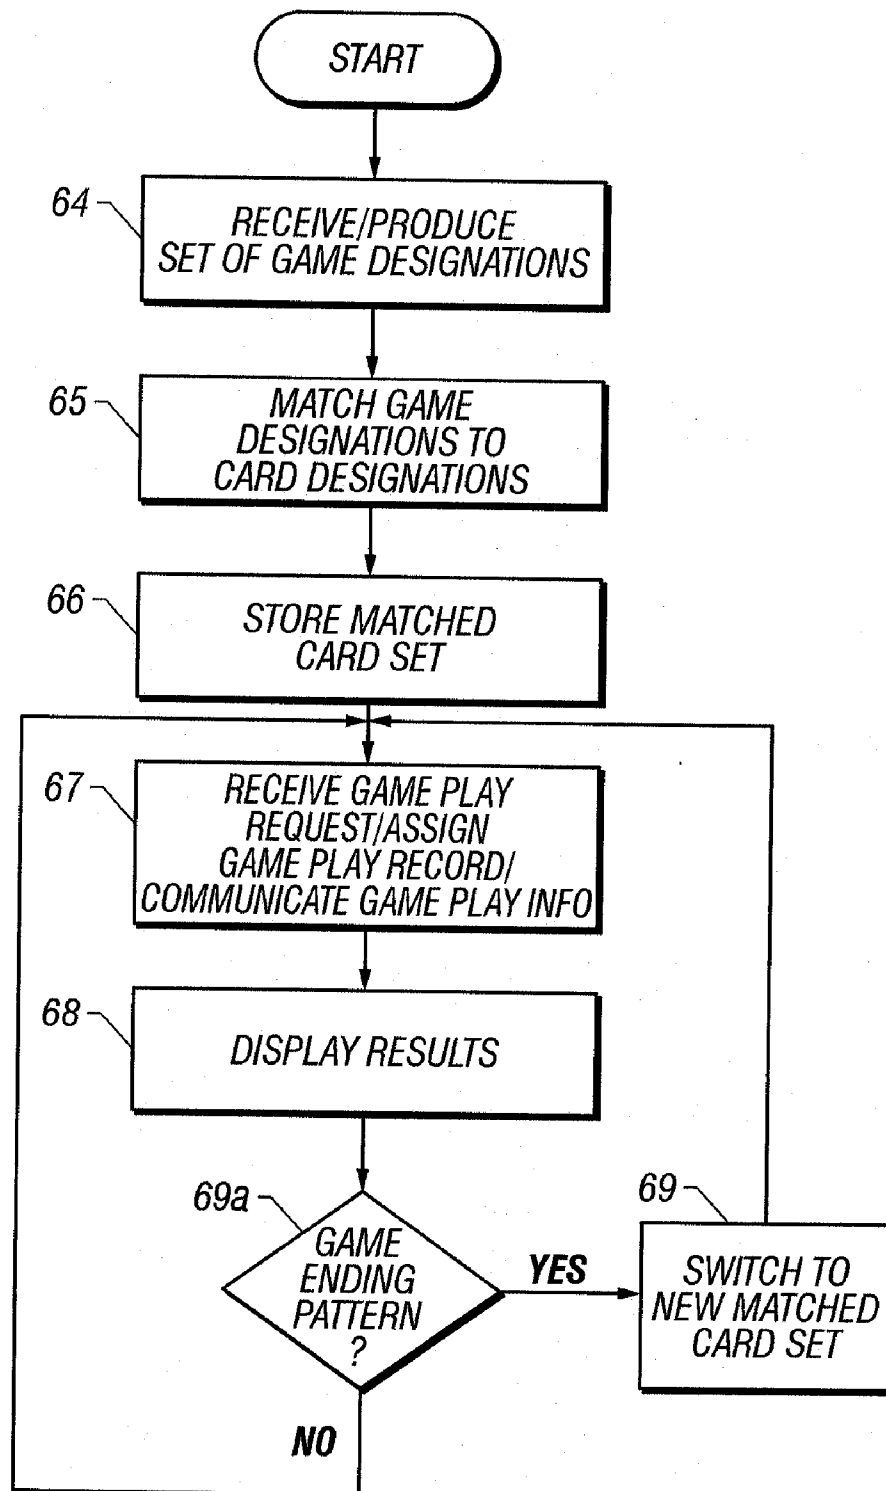 START
64
RECEIVE/PRODUCE
SET OF GAME DESIGNATIONS
65
MATCH GAME
DESIGNATIONS TO
CARD DESIGNATIONS
66
STORE MATCHED
CARD SET
67
RECEIVE GAME PLAY
REQUEST/ASSIGN
GAME PLAY RECORD/
COMMUNICATE GAME PLAY INFO
68
DISPLAY RESULTS
69a
GAME
ENDING
PATTERN
?
YES
69
SWITCH TO
NEW MATCHED
CARD SET
NO